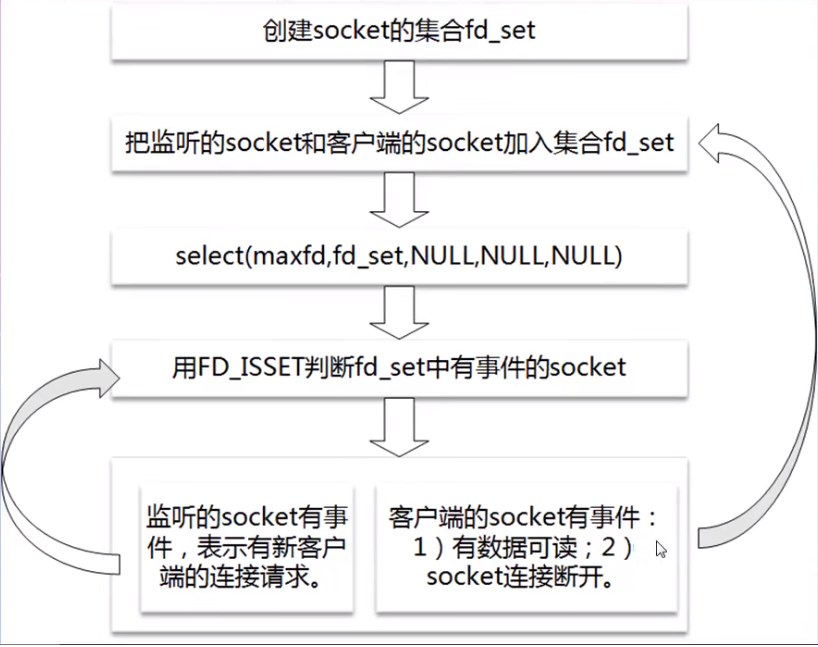 创建socket的集合fd_set
把监听的socket和客户端的socket加入集合fd_set
select(maxfd,fd_set,NULL,NULL,NULL)
用FD_ISSET判断fd_set中有事件的socket
监听的socket有事
件，表示有新客户
端的连接请求。
客户端的socket有事件：
1）有数据可读；2）
socket连接断开。